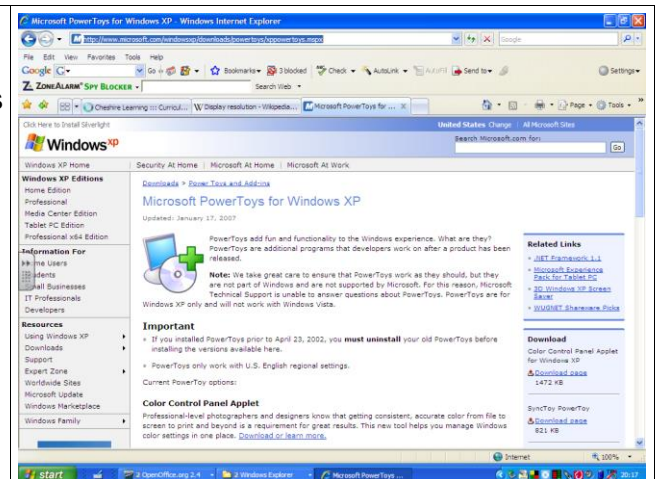 Microsoft PowerToys for Windows XP - Windows Internet Explorer
http://www.microsoft.com/windowsxp/downloads/powertoys/xppowertoys.mspx
Google
File Edit View Favorites Tools Help
Google G Go Bookmarks 3 blocked Check AutoLink AutoFill Send to Settings
ZONEALARM SPY BLOCKER Search Web
Cheshire Learning ::: Curricul... Display resolution - Wikipedia... Microsoft PowerToys for ... Page Tools
Click Here to Install Silverlight United States Change | All Microsoft Sites
Windows xp
Search Microsoft.com for:
Go
Windows XP Home Security At Home | Microsoft At Home | Microsoft At Work
Windows XP Editions
Home Edition
Professional
Media Center Edition
Tablet PC Edition
Professional x64 Edition
Information For
me Users
udents
all Businesses
IT Professionals
Developers
Resources
Using Windows XP
Downloads
Support
Expert Zone
Worldwide Sites
Microsoft Update
Windows Marketplace
Windows Family
Downloads > Power Toys and Add-ins
Microsoft PowerToys for Windows XP
Updated: January 17, 2007
PowerToys add fun and functionality to the Windows experience. What are they?
PowerToys are additional programs that developers work on after a product has been
released.
Note: We take great care to ensure that PowerToys work as they should, but they
are not part of Windows and are not supported by Microsoft. For this reason, Microsoft
Technical Support is unable to answer questions about PowerToys. PowerToys are for
Windows XP only and will not work with Windows Vista.
Important
• If you installed PowerToys prior to April 23, 2002, you must uninstall your old PowerToys before
installing the versions available here.
• PowerToys only work with U.S. English regional settings.
Current PowerToy options:
Color Control Panel Applet
Professional-level photographers and designers know that getting consistent, accurate color from file to
screen to print and beyond is a requirement for great results. This new tool helps you manage Windows
color settings in one place. Download or learn more.
Related Links
• .NET Framework 1.1
• Microsoft Experience
Pack for Tablet PC
• 3D Windows XP Screen
Saver
• WUGNET Shareware Picks
Download
Color Control Panel Applet
for Windows XP
Download page
1472 KB
SyncToy PowerToy
Download page
821 KB
Internet 100%
start 3 OpenOffice.org 2.4 2 Windows Explorer Microsoft PowerToys ... 20:17